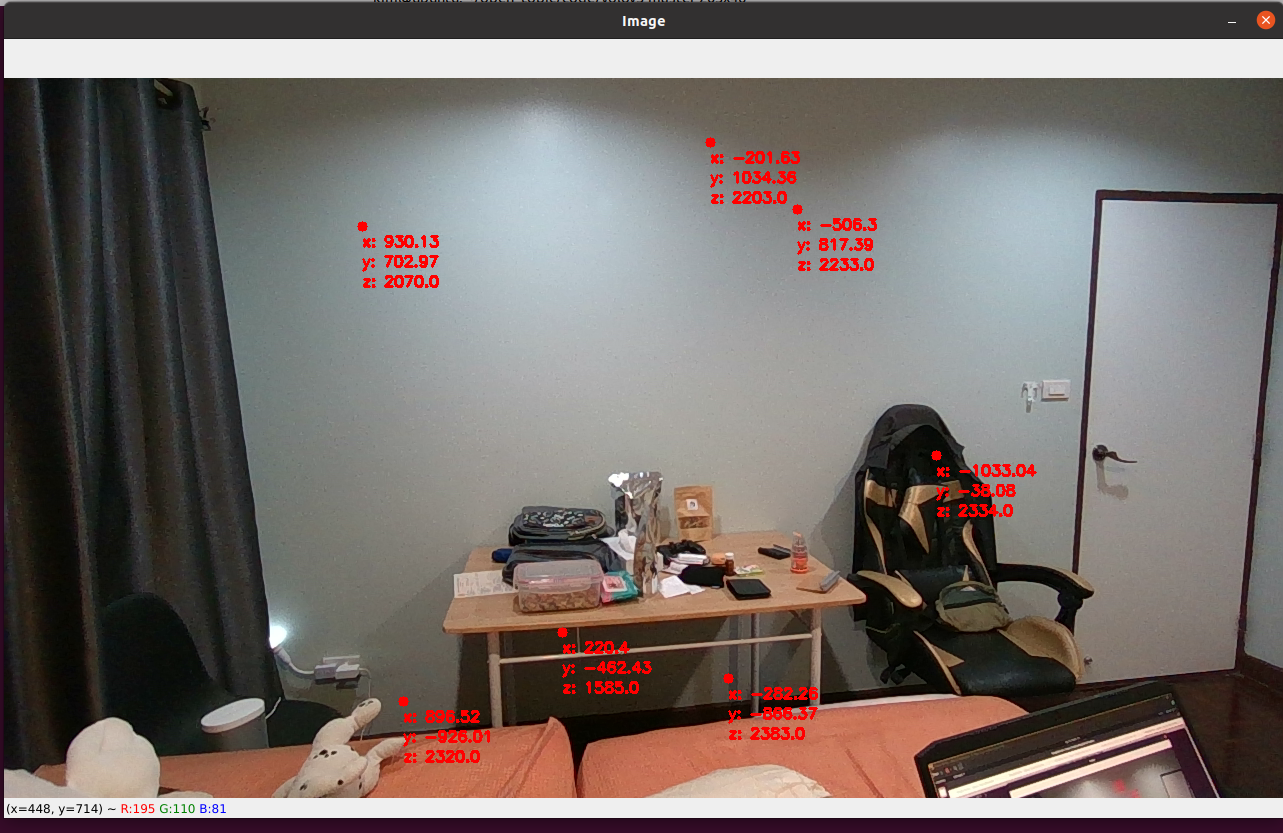 Image
x: -201.63
y: 1034.36
z: 2203.0
x: 930.13
y: 702.97
z: 2070.0
x: -506.3
y: 817.39
z: 2233.0
x: -1033.04
y: -38.08
z: 2334.0
x: 220.4
y: -462.43
z: 1585.0
x: -282.26
y: -866.37
z: 2383.0
x: 696.52
y: -926.01
z: 2320.0
(x=448, y=714) ~ R:195 G:110 B:81